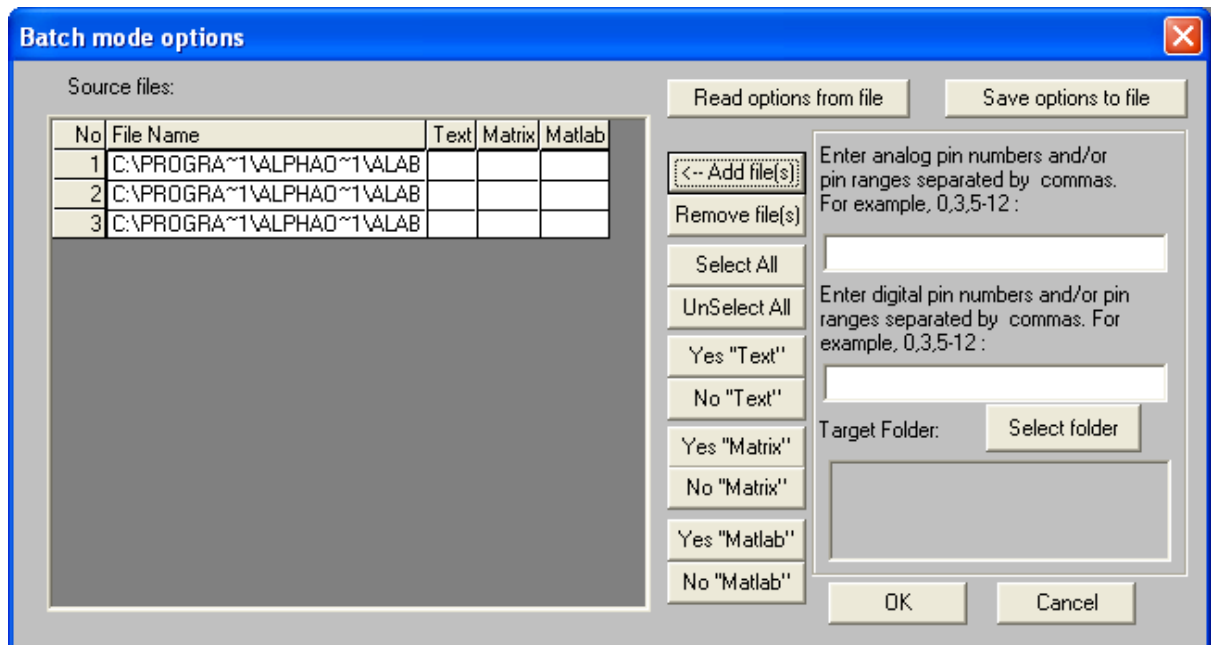 Batch mode options
Source files:
Read options from file
Save options to file
No File Name Text Matrix Matlab
1 C:\PROGRA~1\ALPHAO~1\ALAB
2 C:\PROGRA~1\ALPHAO~1\ALAB
3 C:\PROGRA~1\ALPHAO~1\ALAB
<-- Add file(s)
Remove file(s)
Select All
UnSelect All
Yes "Text"
No "Text"
Yes "Matrix"
No "Matrix"
Yes "Matlab"
No "Matlab"
Enter analog pin numbers and/or
pin ranges separated by commas.
For example, 0,3,5-12 :
Enter digital pin numbers and/or pin
ranges separated by commas. For
example, 0,3,5-12 :
Target Folder:
Select folder
OK
Cancel